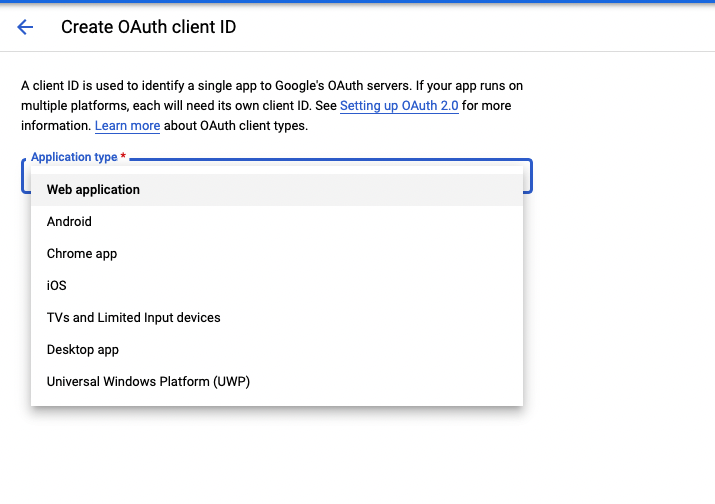 Create OAuth client ID
A client ID is used to identify a single app to Google's OAuth servers. If your app runs on
multiple platforms, each will need its own client ID. See Setting up OAuth 2.0 for more
information. Learn more about OAuth client types.
Application type *
Web application
Android
Chrome app
iOS
TVs and Limited Input devices
Desktop app
Universal Windows Platform (UWP)